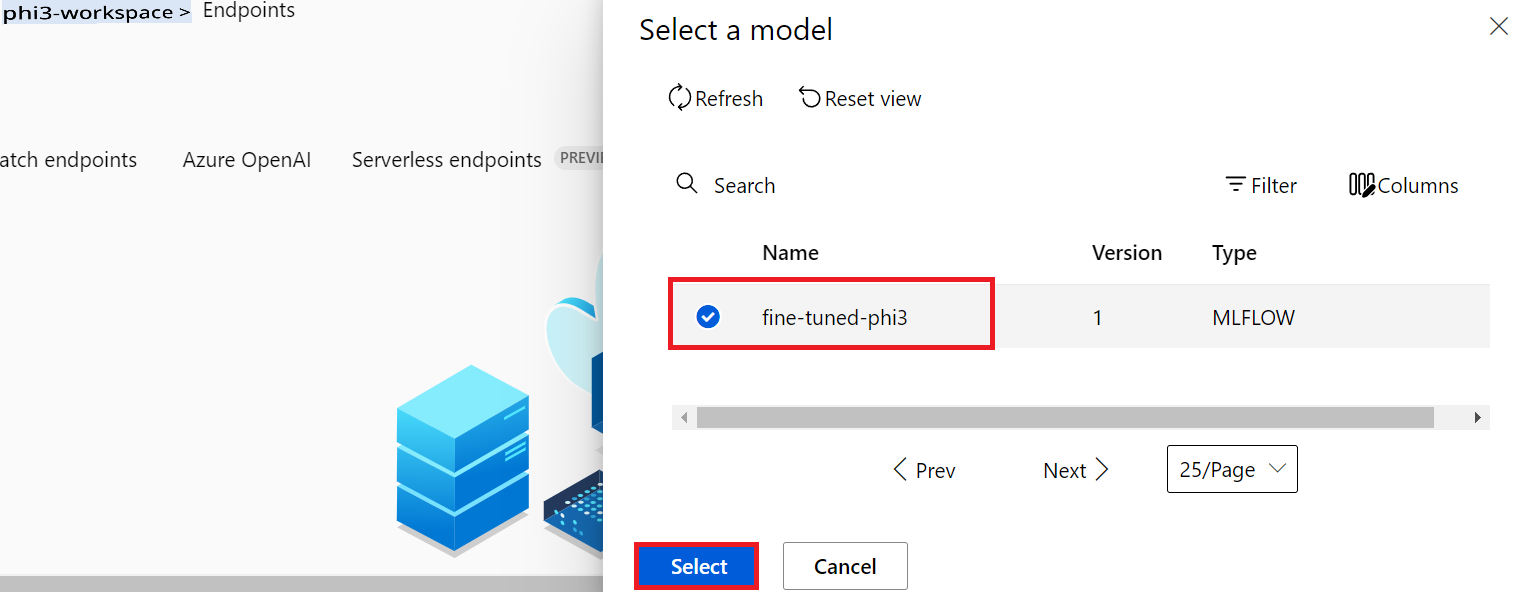 phi3-workspace > Endpoints
atch endpoints Azure OpenAI Serverless endpoints PREVI
Select a model
Refresh Reset view
Search Filter Columns
Name Version Type
fine-tuned-phi3 1 MLFLOW
Prev Next 25/Page
Select Cancel